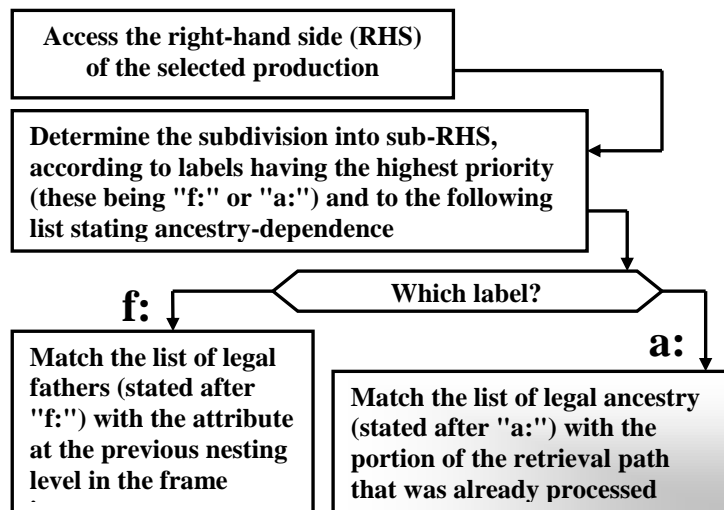 Access the right-hand side (RHS)
of the selected production
Determine the subdivision into sub-RHS,
according to labels having the highest priority
(these being "f:" or "a:") and to the following
list stating ancestry-dependence
Which label?
f:
a:
Match the list of legal
fathers (stated after
"f:") with the attribute
at the previous nesting
level in the frame
Match the list of legal ancestry
(stated after "a:") with the
portion of the retrieval path
that was already processed